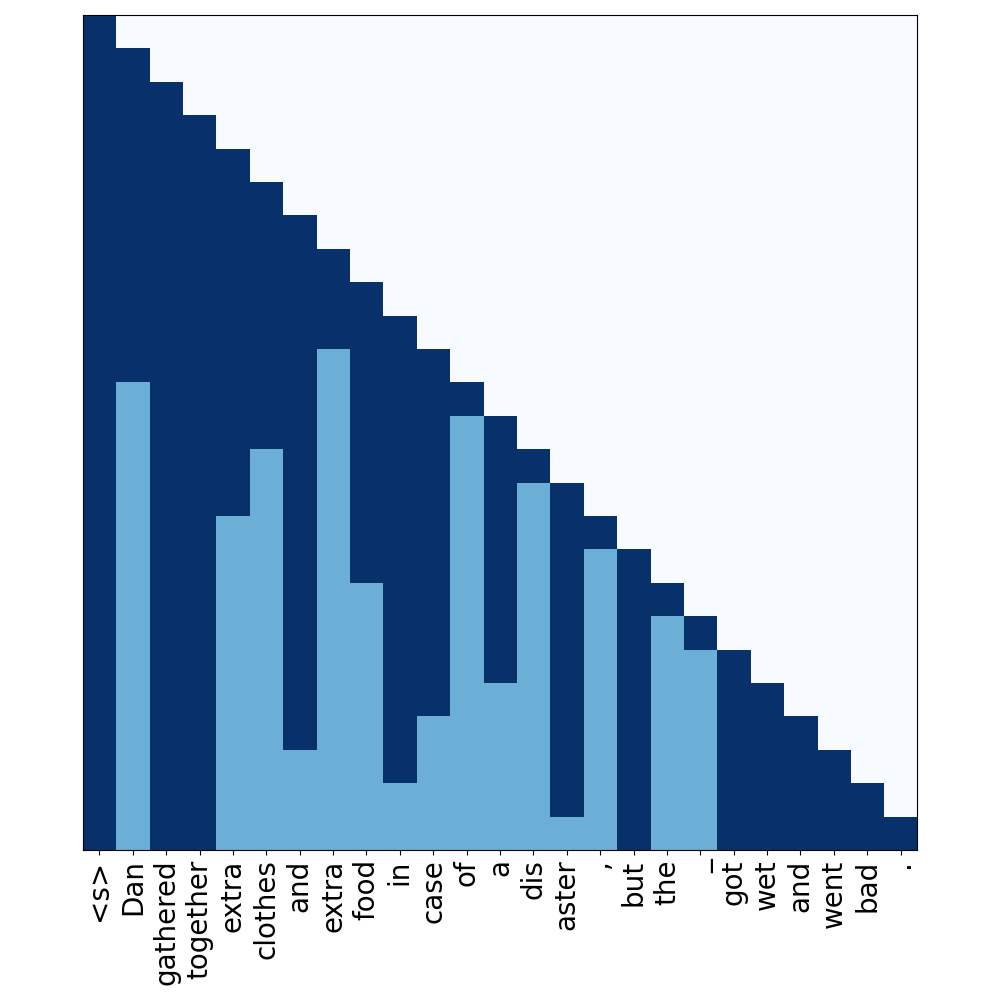 <s>
Dan
gathered
together
extra
clothes
and
extra
food
in
case
of
a
dis
aster
,
but
the
_
got
wet
and
went
bad
.